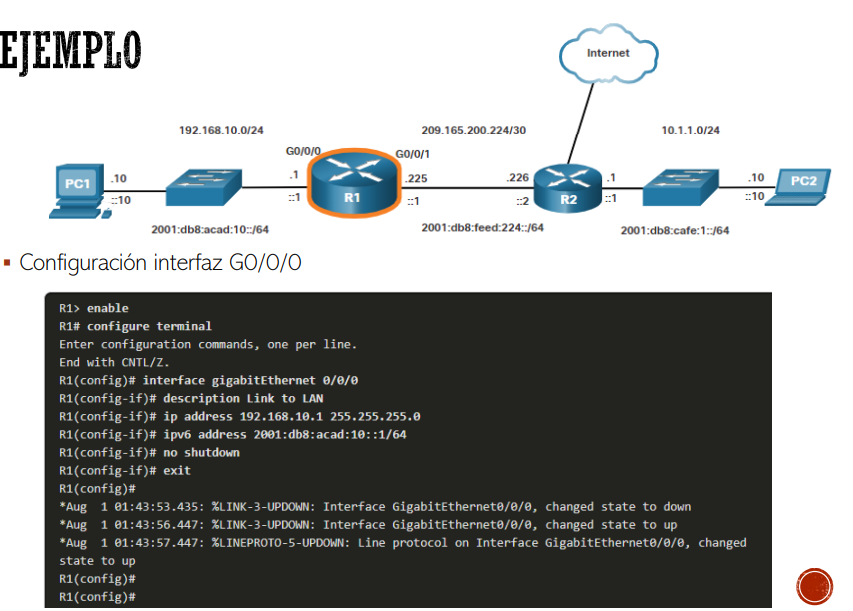 EJEMPLO
Internet
192.168.10.0/24
209.165.200.224/30
10.1.1.0/24
G0/0/0
G0/0/1
PC1
.10
::10
.1
::1
R1
.225
::1
.226
::2
R2
.1
::1
.10
::10
PC2
2001:db8:acad:10::/64
2001:db8:feed:224::/64
2001:db8:cafe:1::/64
▪ Configuración interfaz G0/0/0
R1> enable
R1# configure terminal
Enter configuration commands, one per line.
End with CNTL/Z.
R1(config)# interface gigabitEthernet 0/0/0
R1(config-if)# description Link to LAN
R1(config-if)# ip address 192.168.10.1 255.255.255.0
R1(config-if)# ipv6 address 2001:db8:acad:10::1/64
R1(config-if)# no shutdown
R1(config-if)# exit
R1(config)#
*Aug  1 01:43:53.435: %LINK-3-UPDOWN: Interface GigabitEthernet0/0/0, changed state to down
*Aug  1 01:43:56.447: %LINK-3-UPDOWN: Interface GigabitEthernet0/0/0, changed state to up
*Aug  1 01:43:57.447: %LINEPROTO-5-UPDOWN: Line protocol on Interface GigabitEthernet0/0/0, changed
state to up
R1(config)#
R1(config)#